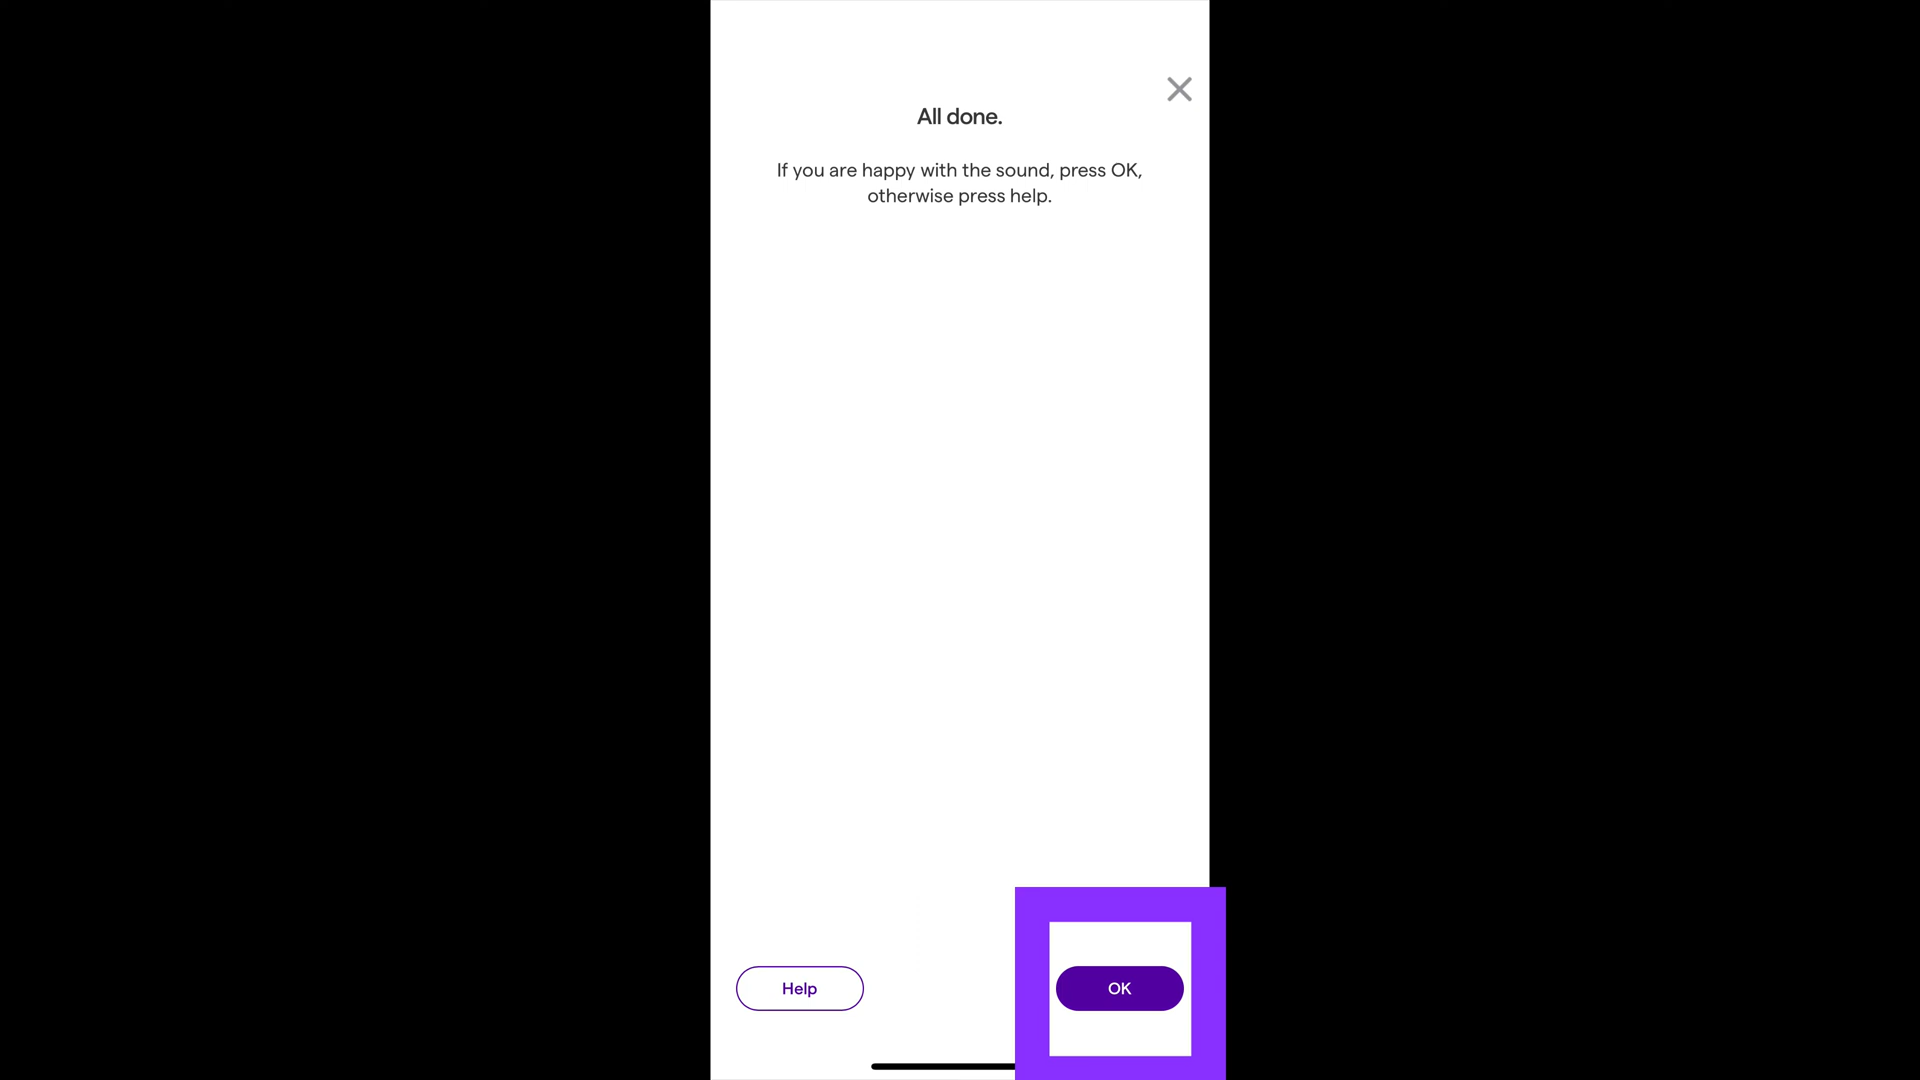 All done.
If you are happy with the sound, press OK,
otherwise press help.
Help
OK